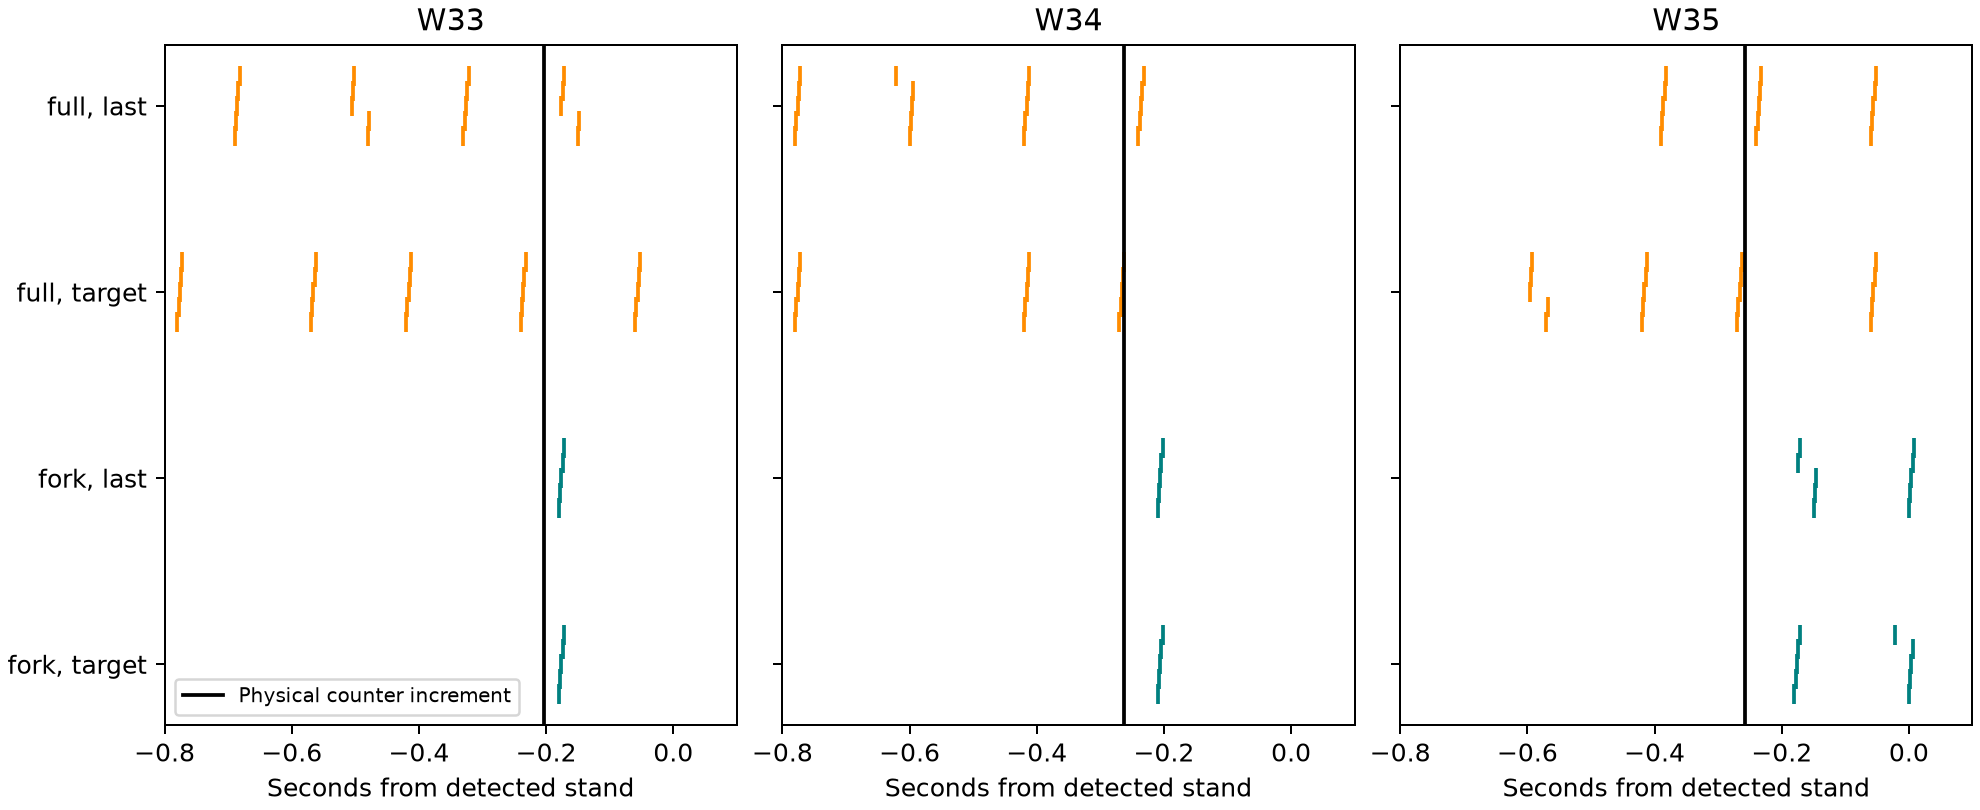 W33
W34
W35
full, last
full, target
fork, last
fork, target
Physical counter increment
−0.8 −0.6 −0.4 −0.2 0.0
−0.8 −0.6 −0.4 −0.2 0.0
−0.8 −0.6 −0.4 −0.2 0.0
Seconds from detected stand
Seconds from detected stand
Seconds from detected stand